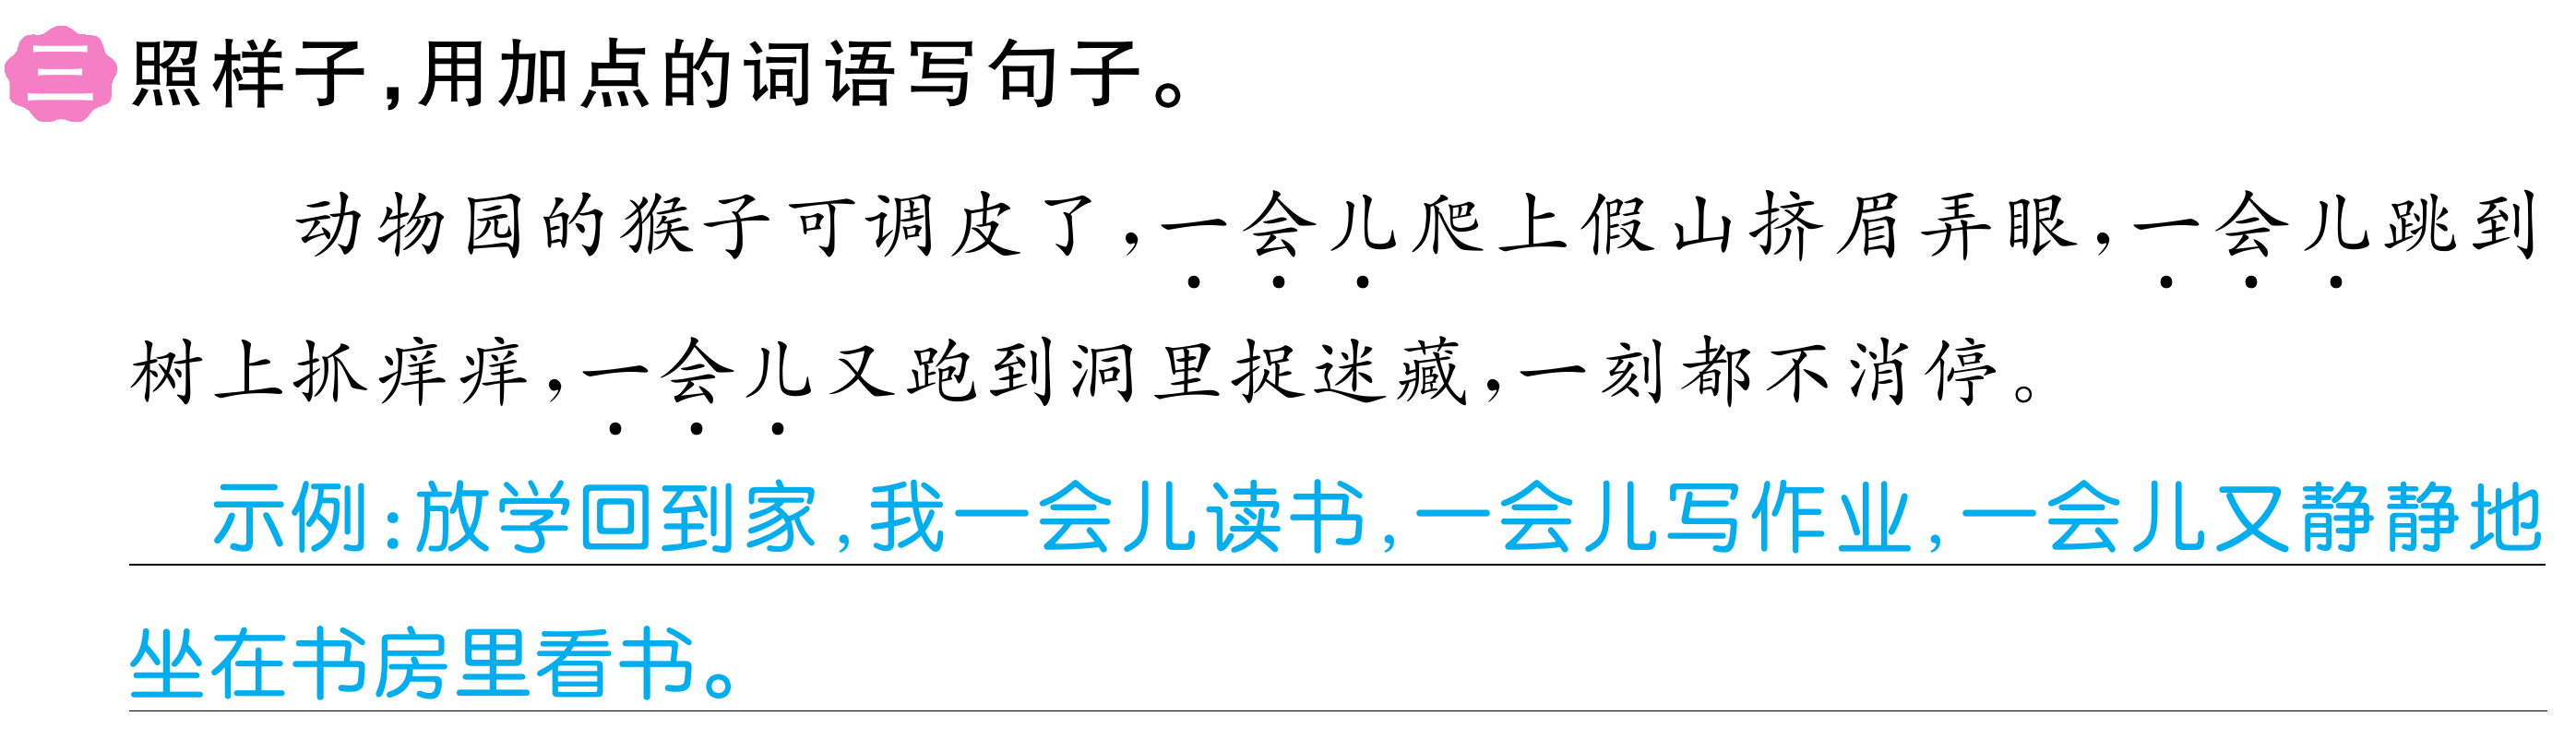 三 照样子,用加点的词语写句子。
动物园的猴子可调皮了,一会儿爬上假山挤眉弄眼,一会儿跳到
树上抓痒痒,一会儿又跑到洞里捉迷藏,一刻都不消停。
示例:放学回到家,我一会儿读书,一会儿写作业,一会儿又静静地
坐在书房里看书。